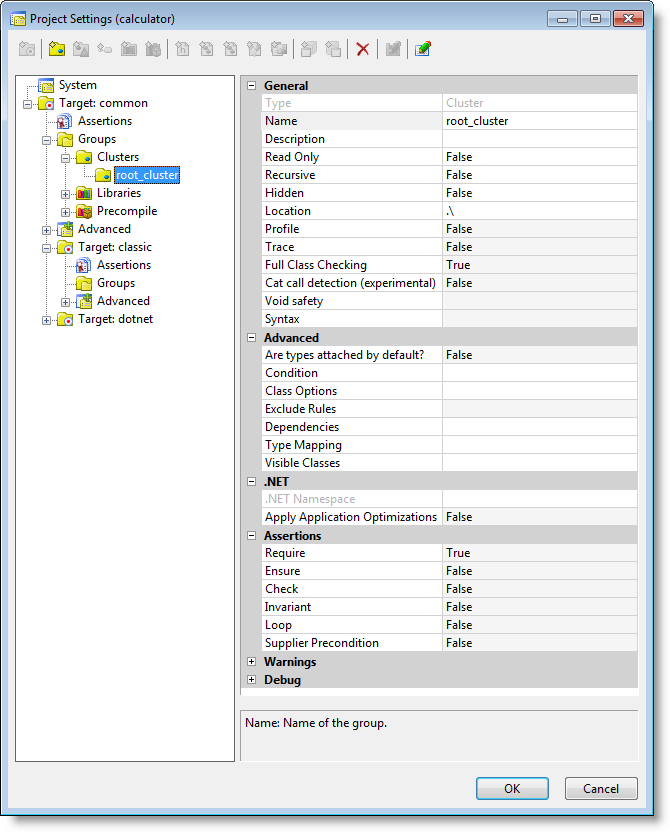 Project Settings (calculator)
System
Target: common
Assertions
Groups
Clusters
root_cluster
Libraries
Precompile
Advanced
Target: classic
Assertions
Groups
Advanced
Target: dotnet
General
Type Cluster
Name root_cluster
Description
Read Only False
Recursive False
Hidden False
Location .\
Profile False
Trace False
Full Class Checking True
Cat call detection (experimental) False
Void safety
Syntax
Advanced
Are types attached by default? False
Condition
Class Options
Exclude Rules
Dependencies
Type Mapping
Visible Classes
.NET
.NET Namespace
Apply Application Optimizations False
Assertions
Require True
Ensure False
Check False
Invariant False
Loop False
Supplier Precondition False
Warnings
Debug
Name: Name of the group.
OK Cancel